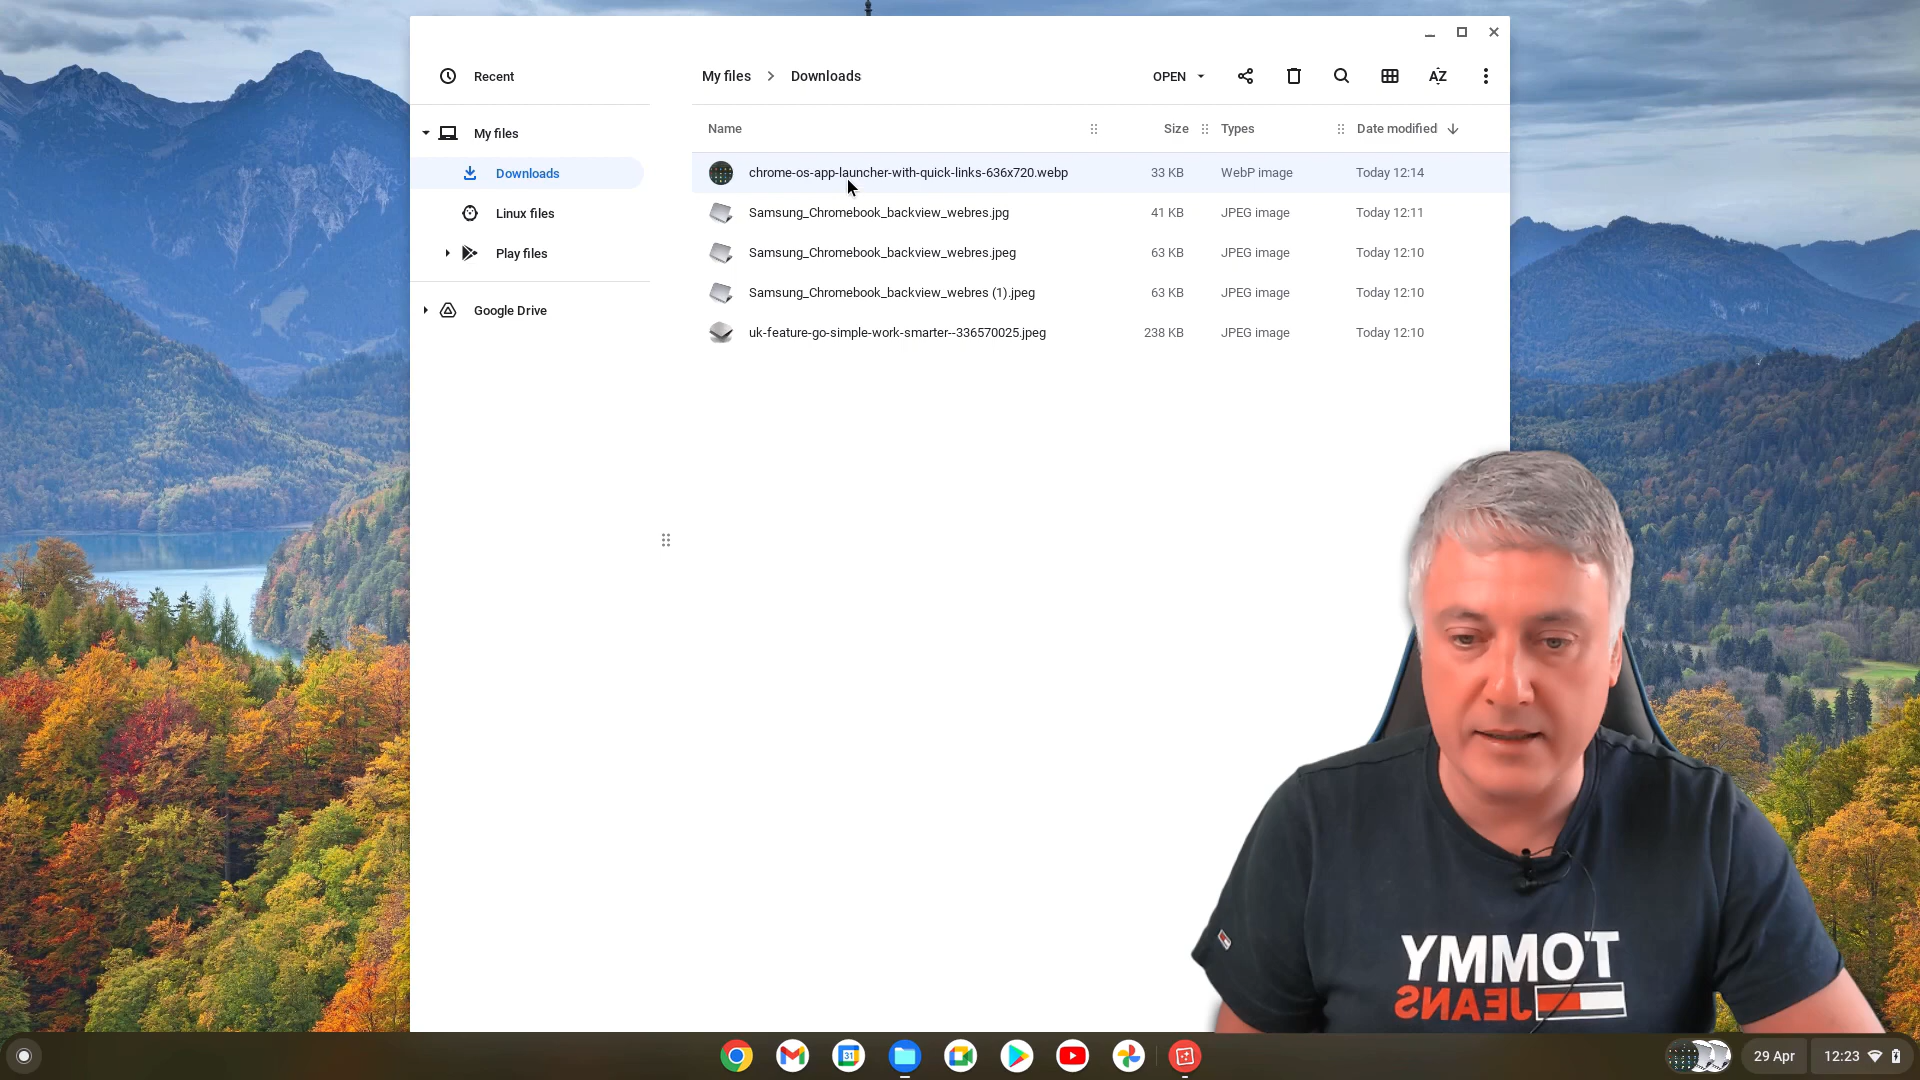 Recent
My files
Downloads
Linux files
Play files
Google Drive
My files > Downloads
OPEN
AZ
Name Size Types Date modified
chrome-os-app-launcher-with-quick-links-636x720.webp 33 KB WebP image Today 12:14
Samsung_Chromebook_backview_webres.jpg 41 KB JPEG image Today 12:11
Samsung_Chromebook_backview_webres.jpeg 63 KB JPEG image Today 12:10
Samsung_Chromebook_backview_webres (1).jpeg 63 KB JPEG image Today 12:10
uk-feature-go-simple-work-smarter--336570025.jpeg 238 KB JPEG image Today 12:10
TOMMY
JEANS
31
29 Apr
12:23